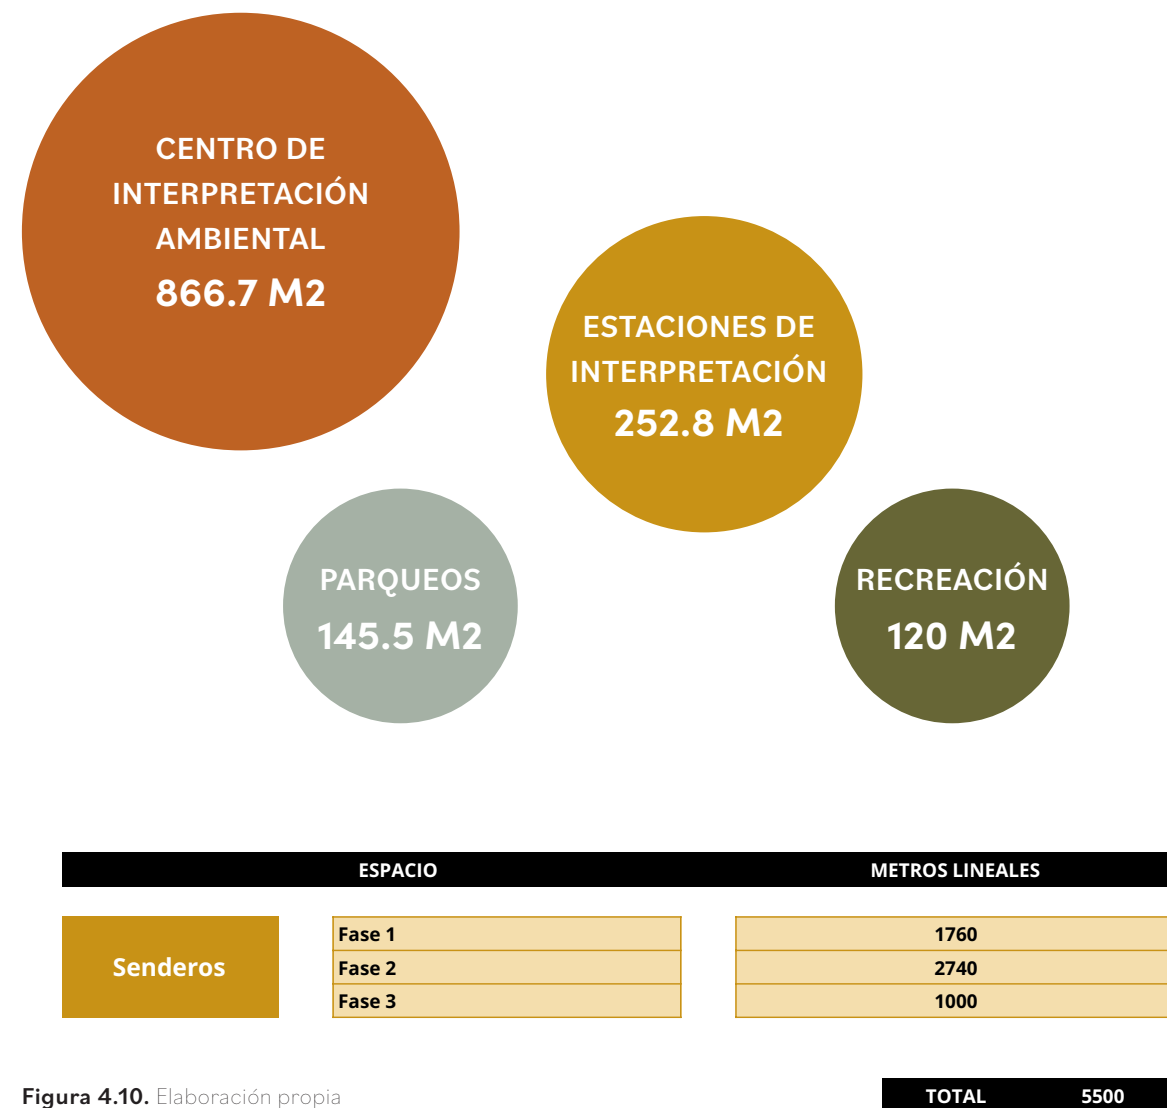 CENTRO DE
INTERPRETACIÓN
AMBIENTAL
866.7 M2
ESTACIONES DE
INTERPRETACIÓN
252.8 M2
PARQUEOS
145.5 M2
RECREACIÓN
120 M2
ESPACIO METROS LINEALES
Senderos
Fase 1 1760
Fase 2 2740
Fase 3 1000
Figura 4.10. Elaboración propia
TOTAL 5500